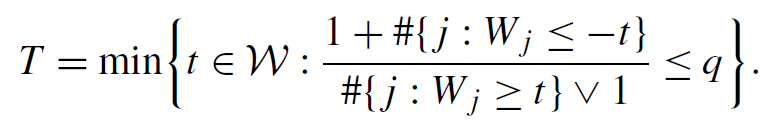 T = min{t ∈ 𝒲 : (1 + #{j : W_j ≤ −t}) / (#{j : W_j ≥ t} ∨ 1) ≤ q}.